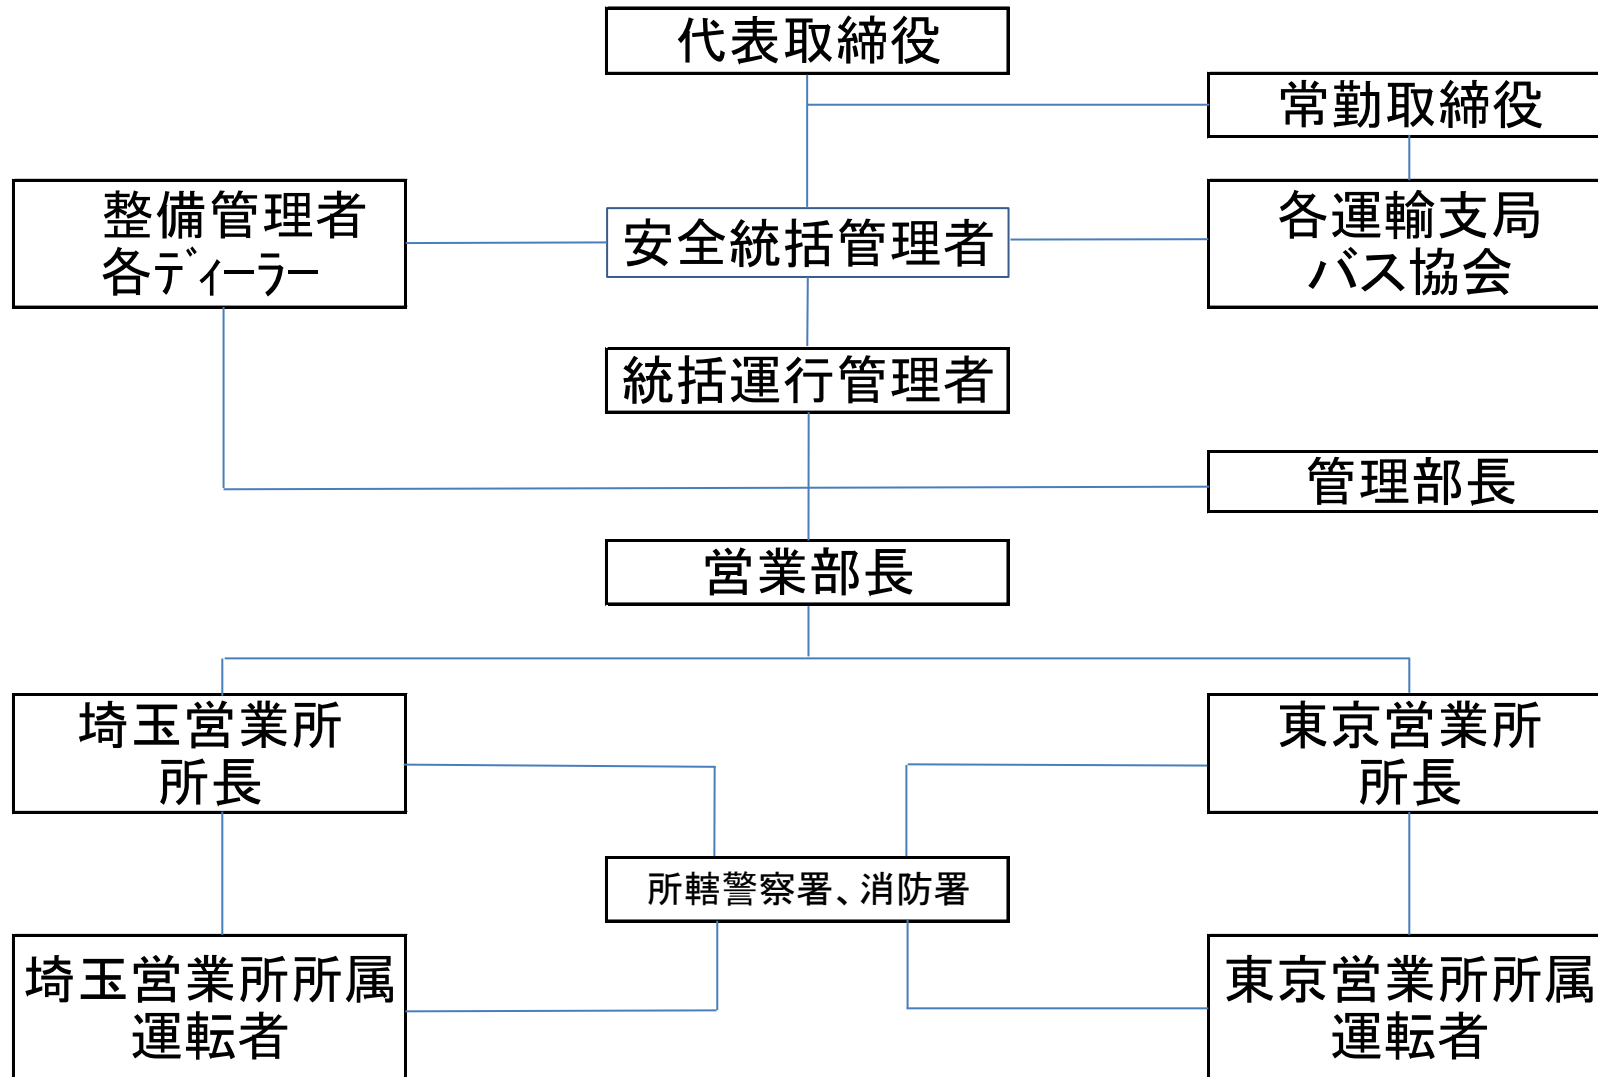 代表取締役
常勤取締役
整備管理者
各ﾃﾞｨｰﾗｰ
安全統括管理者
各運輸支局
バス協会
統括運行管理者
管理部長
営業部長
埼玉営業所
所長
東京営業所
所長
所轄警察署、消防署
埼玉営業所所属
運転者
東京営業所所属
運転者